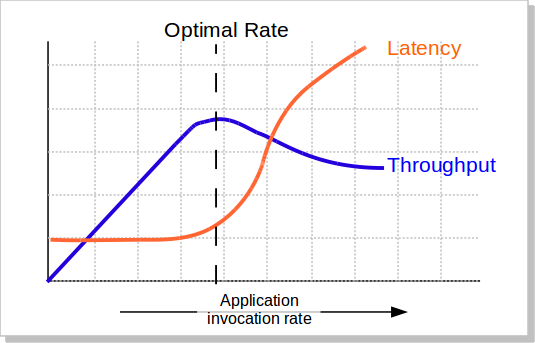 Optimal Rate
Latency
Throughput
Application
invocation rate